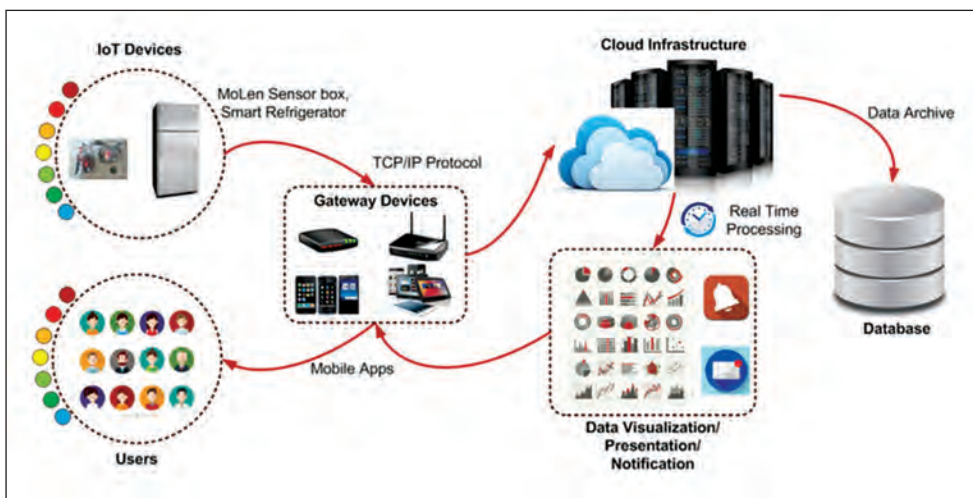 IoT Devices
MoLen Sensor box,
Smart Refrigerator
TCP/IP Protocol
Gateway Devices
Cloud Infrastructure
Data Archive
Real Time
Processing
Database
Mobile Apps
Users
Data Visualization/
Presentation/
Notification